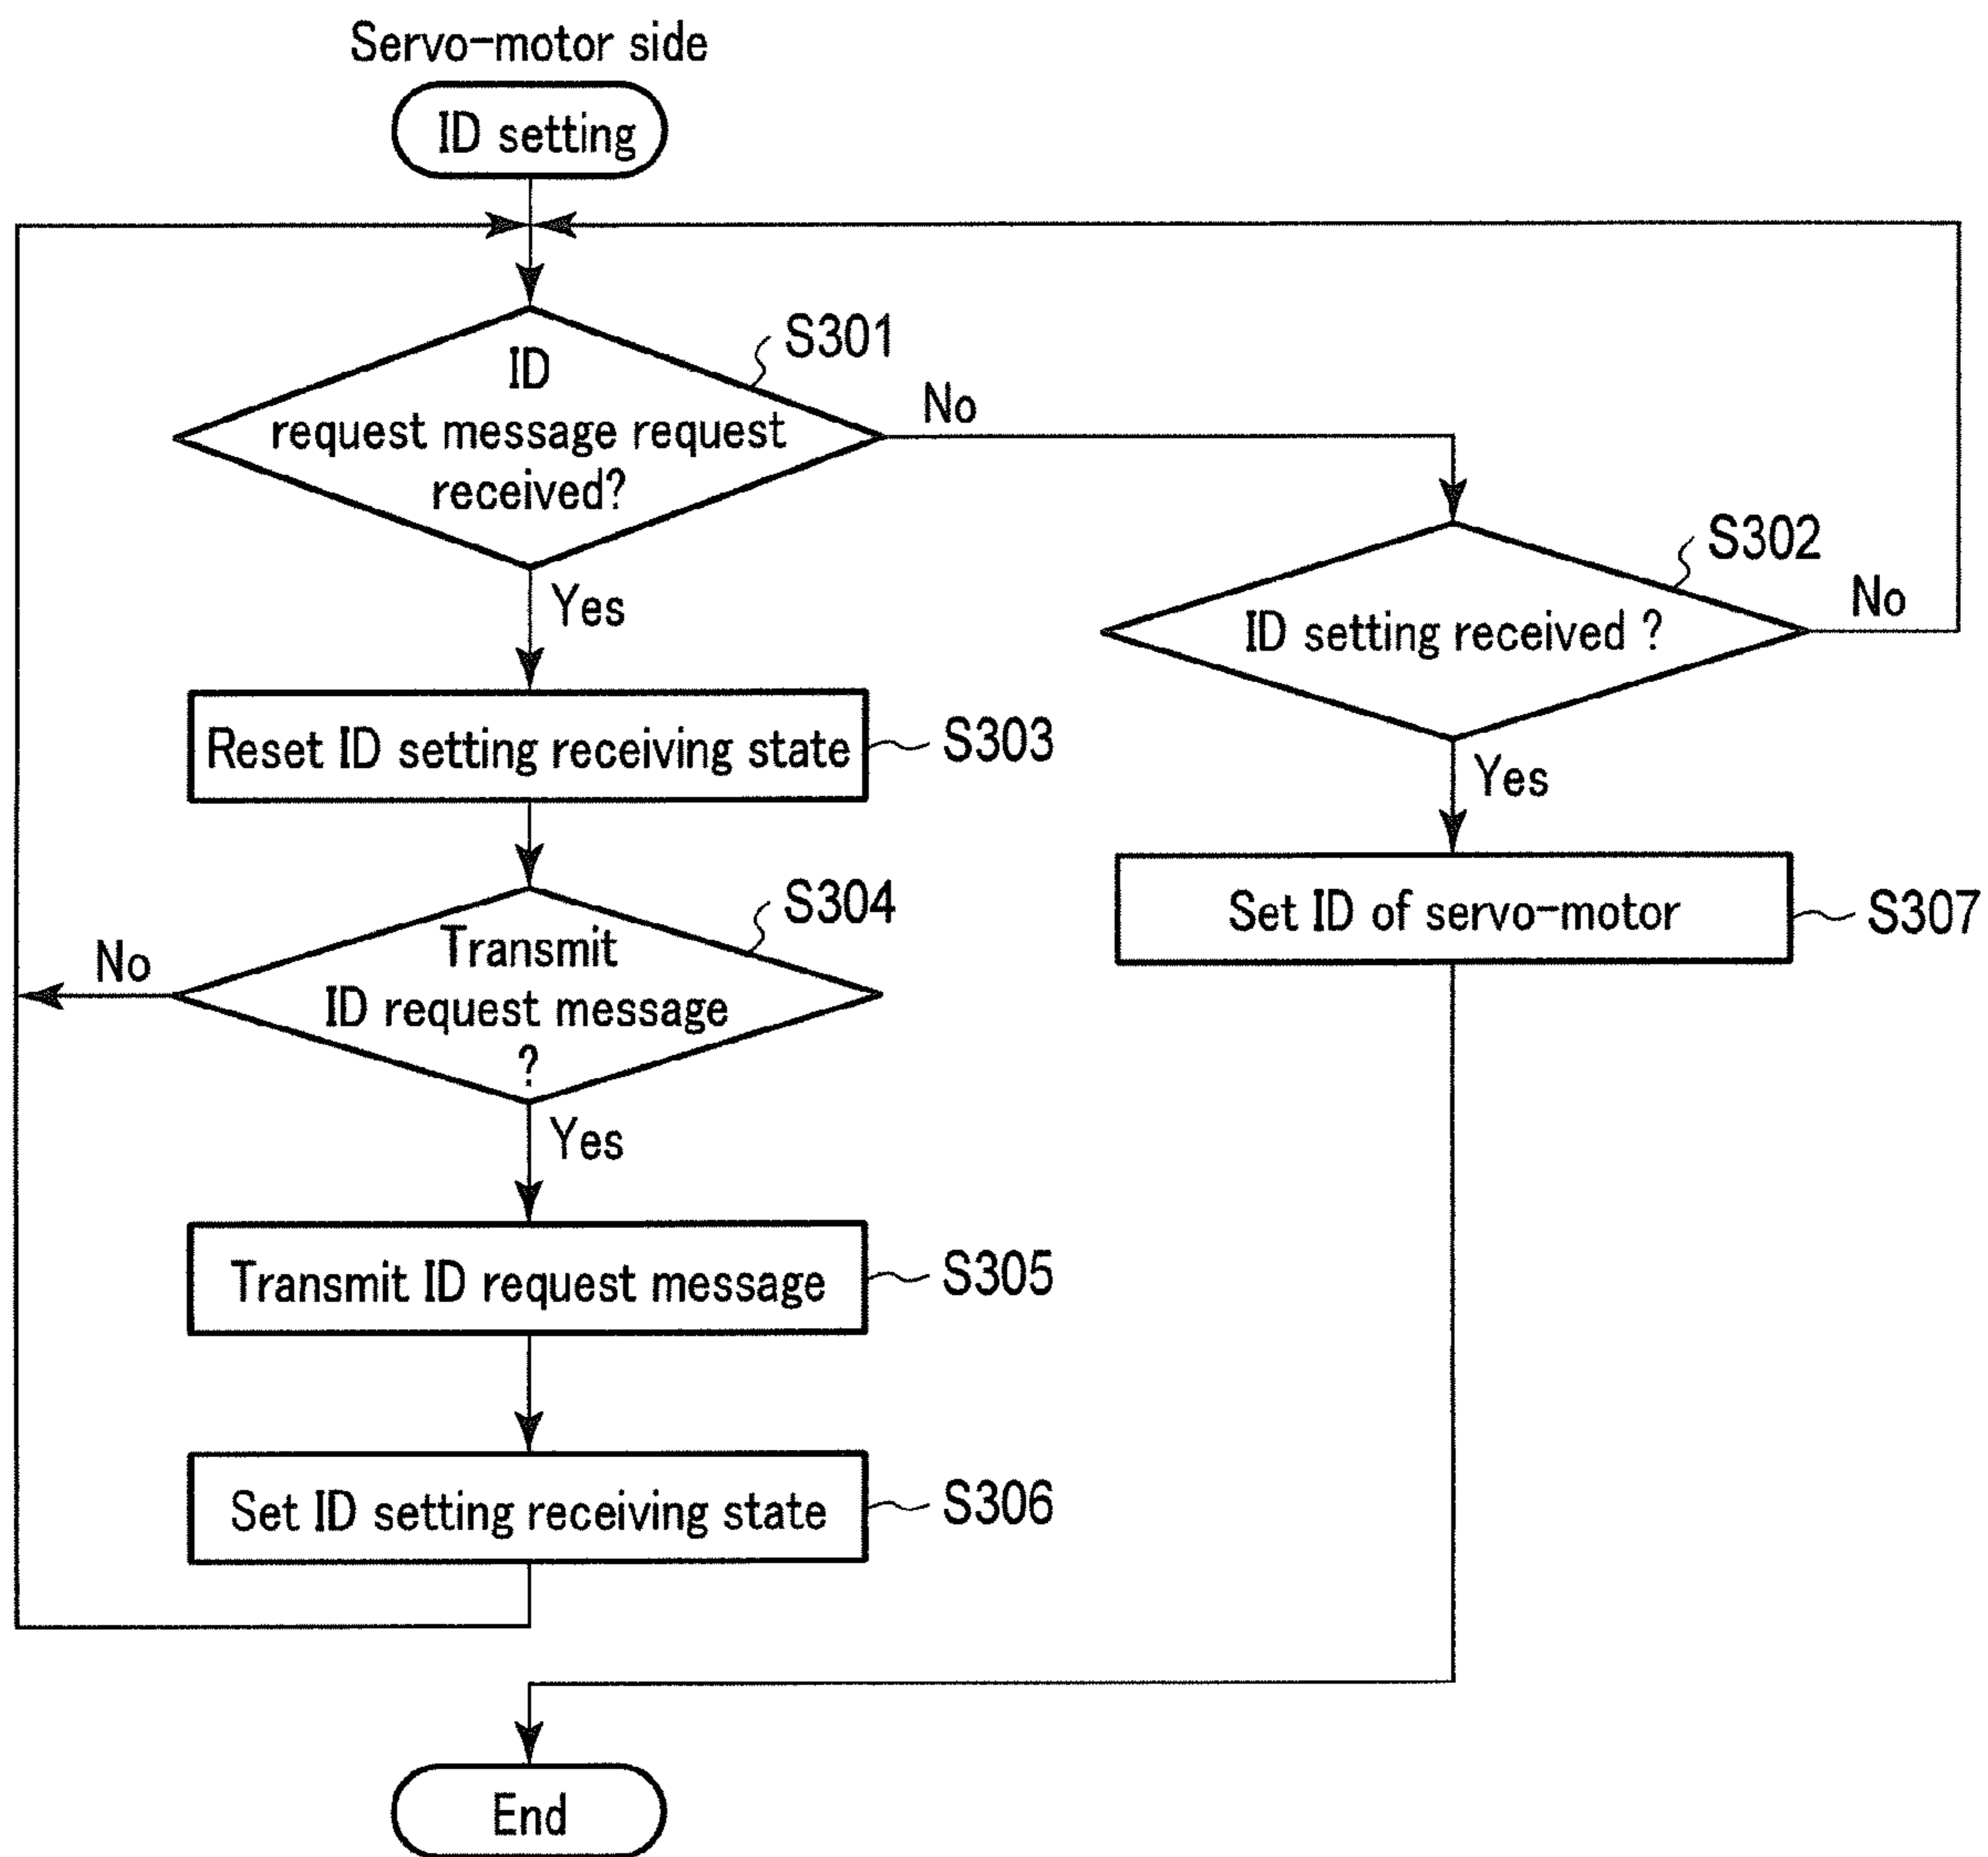 Servo-motor side
ID setting
S301
ID
request message request
received?
No
Yes
S302
ID setting received ?
No
Yes
Reset ID setting receiving state
S303
S304
Transmit
ID request message
?
No
Yes
Set ID of servo-motor
S307
Transmit ID request message
S305
Set ID setting receiving state
S306
End